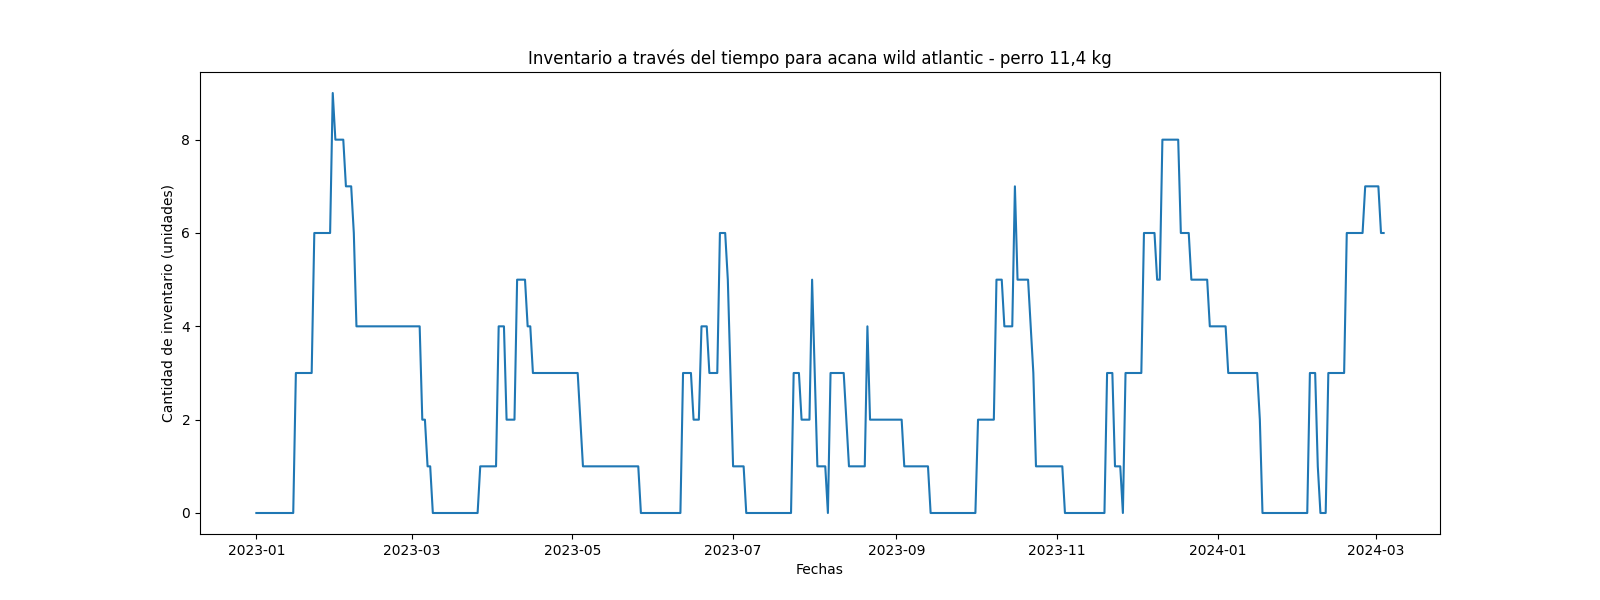 Inventario a través del tiempo para acana wild atlantic - perro 11,4 kg
Cantidad de inventario (unidades)
8
6
4
2
0
2023-01 2023-03 2023-05 2023-07 2023-09 2023-11 2024-01 2024-03
Fechas